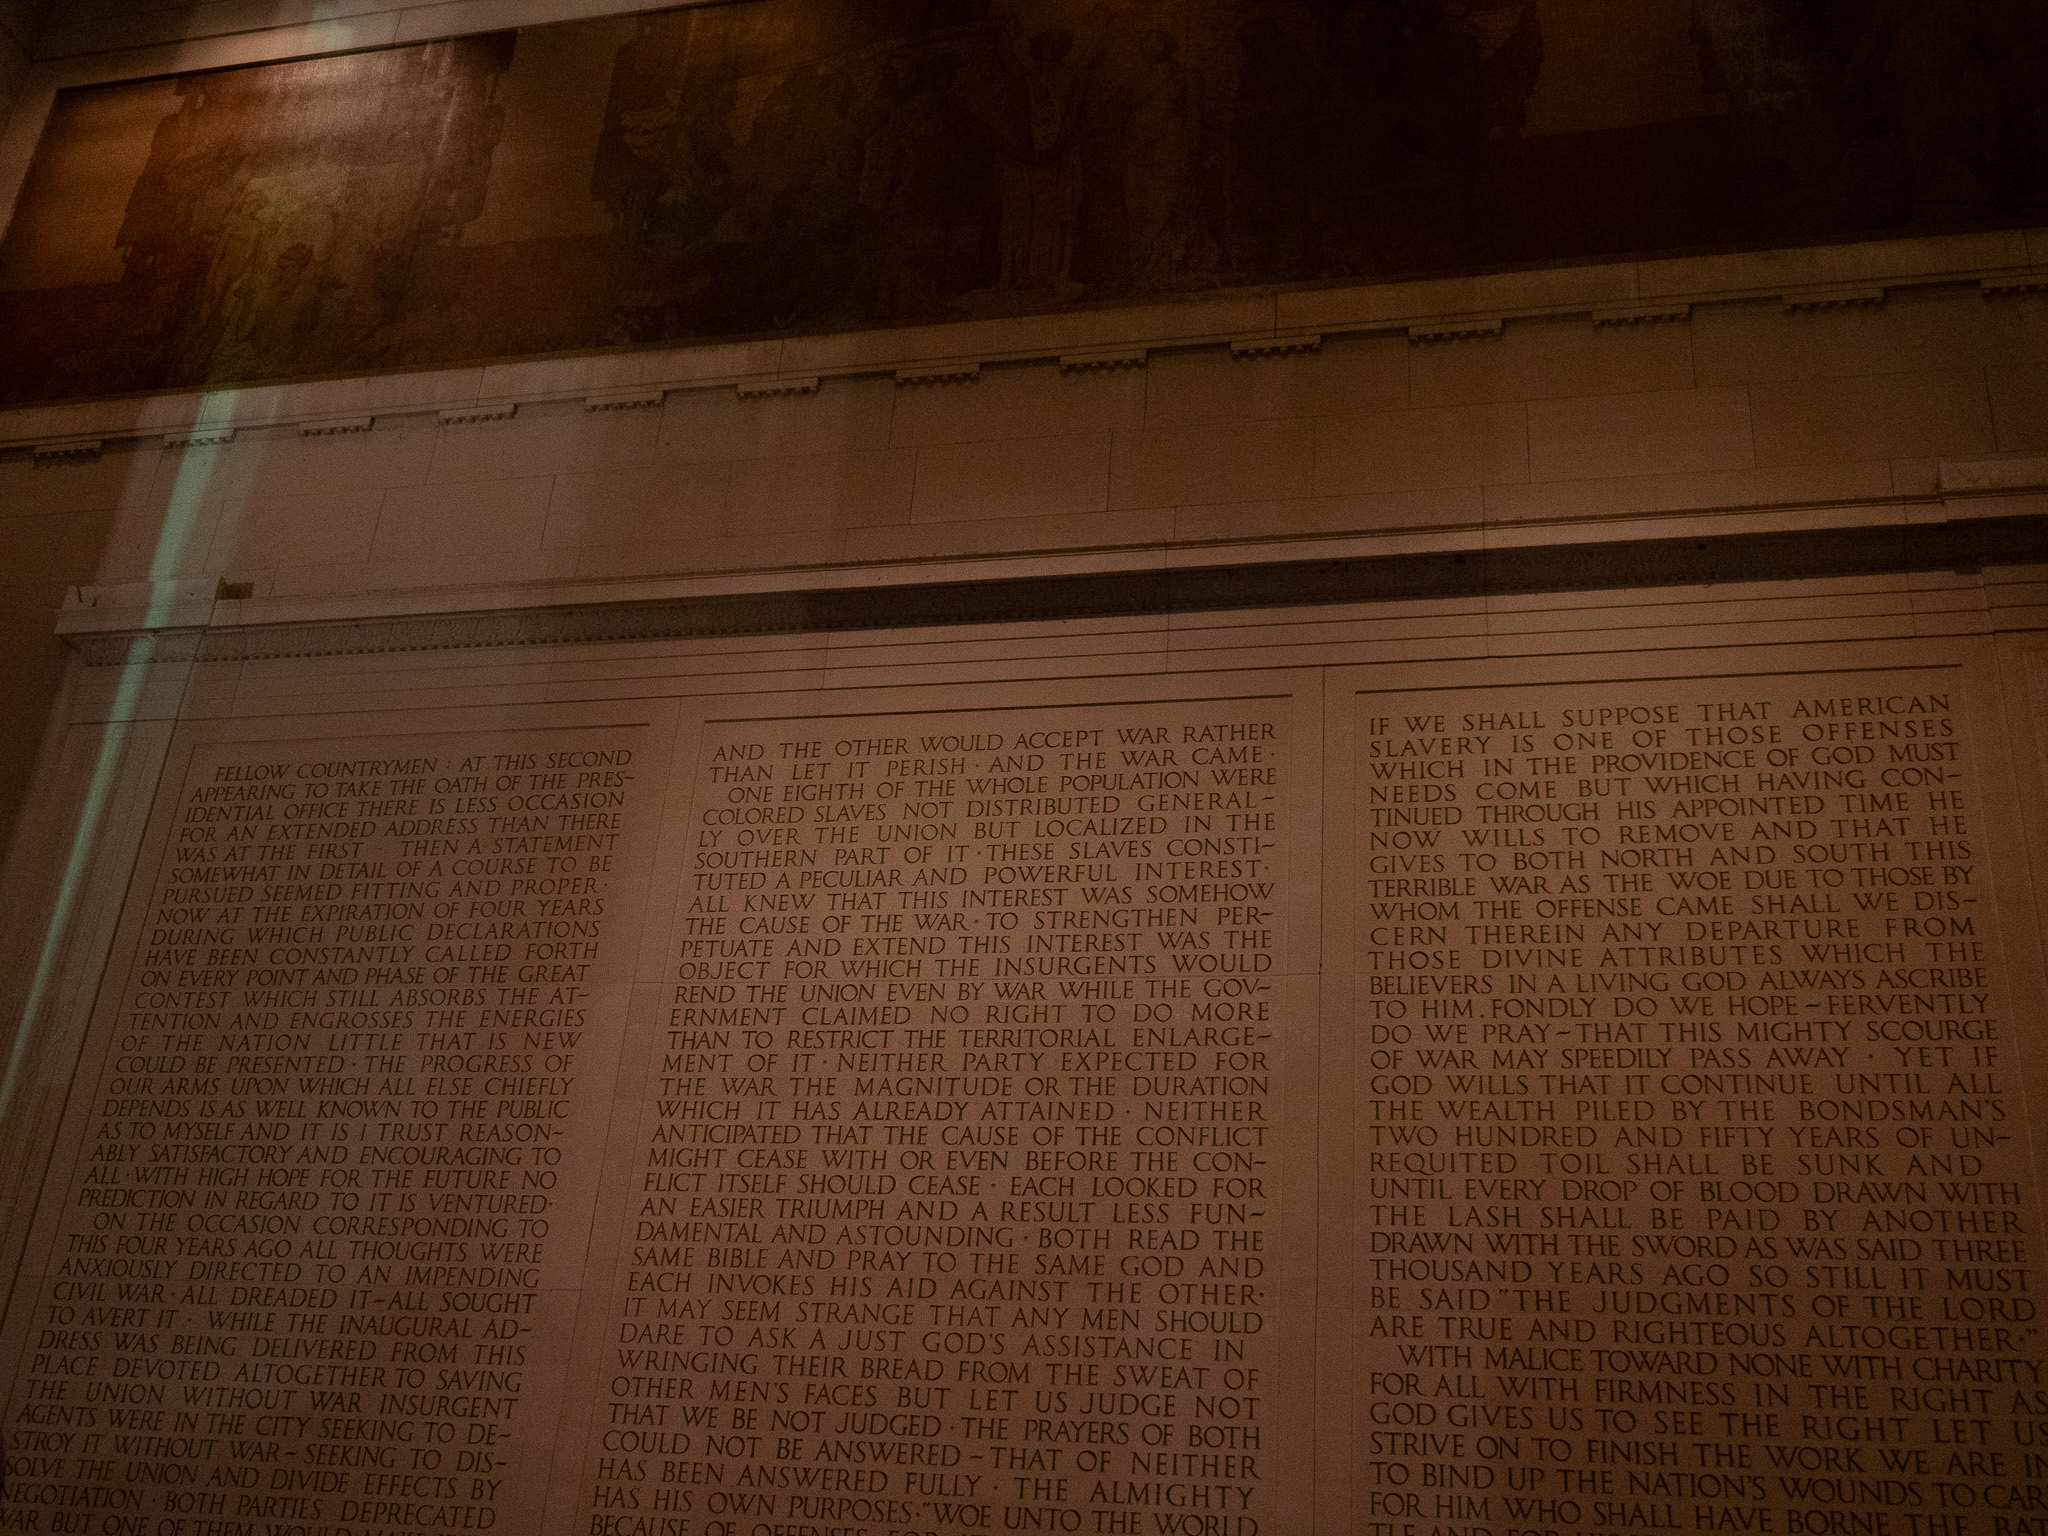 FELLOW COUNTRYMEN : AT THIS SECOND
APPEARING TO TAKE THE OATH OF THE PRES–
IDENTIAL OFFICE THERE IS LESS OCCASION
FOR AN EXTENDED ADDRESS THAN THERE
WAS AT THE FIRST · THEN A STATEMENT
SOMEWHAT IN DETAIL OF A COURSE TO BE
PURSUED SEEMED FITTING AND PROPER·
NOW AT THE EXPIRATION OF FOUR YEARS
DURING WHICH PUBLIC DECLARATIONS
HAVE BEEN CONSTANTLY CALLED FORTH
ON EVERY POINT AND PHASE OF THE GREAT
CONTEST WHICH STILL ABSORBS THE AT–
TENTION AND ENGROSSES THE ENERGIES
OF THE NATION LITTLE THAT IS NEW
COULD BE PRESENTED · THE PROGRESS OF
OUR ARMS UPON WHICH ALL ELSE CHIEFLY
DEPENDS IS AS WELL KNOWN TO THE PUBLIC
AS TO MYSELF AND IT IS I TRUST REASON–
ABLY SATISFACTORY AND ENCOURAGING TO
ALL · WITH HIGH HOPE FOR THE FUTURE NO
PREDICTION IN REGARD TO IT IS VENTURED·
ON THE OCCASION CORRESPONDING TO
THIS FOUR YEARS AGO ALL THOUGHTS WERE
ANXIOUSLY DIRECTED TO AN IMPENDING
CIVIL WAR · ALL DREADED IT – ALL SOUGHT
TO AVERT IT · WHILE THE INAUGURAL AD–
DRESS WAS BEING DELIVERED FROM THIS
PLACE DEVOTED ALTOGETHER TO SAVING
THE UNION WITHOUT WAR INSURGENT
AGENTS WERE IN THE CITY SEEKING TO DE–
STROY IT WITHOUT WAR – SEEKING TO DIS–
SOLVE THE UNION AND DIVIDE EFFECTS BY
NEGOTIATION · BOTH PARTIES DEPRECATED
WAR BUT ONE OF THEM WOULD
AND THE OTHER WOULD ACCEPT WAR RATHER
THAN LET IT PERISH · AND THE WAR CAME ·
ONE EIGHTH OF THE WHOLE POPULATION WERE
COLORED SLAVES NOT DISTRIBUTED GENERAL–
LY OVER THE UNION BUT LOCALIZED IN THE
SOUTHERN PART OF IT · THESE SLAVES CONSTI–
TUTED A PECULIAR AND POWERFUL INTEREST·
ALL KNEW THAT THIS INTEREST WAS SOMEHOW
THE CAUSE OF THE WAR · TO STRENGTHEN PER–
PETUATE AND EXTEND THIS INTEREST WAS THE
OBJECT FOR WHICH THE INSURGENTS WOULD
REND THE UNION EVEN BY WAR WHILE THE GOV–
ERNMENT CLAIMED NO RIGHT TO DO MORE
THAN TO RESTRICT THE TERRITORIAL ENLARGE–
MENT OF IT · NEITHER PARTY EXPECTED FOR
THE WAR THE MAGNITUDE OR THE DURATION
WHICH IT HAS ALREADY ATTAINED · NEITHER
ANTICIPATED THAT THE CAUSE OF THE CONFLICT
MIGHT CEASE WITH OR EVEN BEFORE THE CON–
FLICT ITSELF SHOULD CEASE · EACH LOOKED FOR
AN EASIER TRIUMPH AND A RESULT LESS FUN–
DAMENTAL AND ASTOUNDING · BOTH READ THE
SAME BIBLE AND PRAY TO THE SAME GOD AND
EACH INVOKES HIS AID AGAINST THE OTHER·
IT MAY SEEM STRANGE THAT ANY MEN SHOULD
DARE TO ASK A JUST GOD'S ASSISTANCE IN
WRINGING THEIR BREAD FROM THE SWEAT OF
OTHER MEN'S FACES BUT LET US JUDGE NOT
THAT WE BE NOT JUDGED · THE PRAYERS OF BOTH
COULD NOT BE ANSWERED – THAT OF NEITHER
HAS BEEN ANSWERED FULLY · THE ALMIGHTY
HAS HIS OWN PURPOSES · "WOE UNTO THE WORLD
BECAUSE OF OFFENSES FOR
IF WE SHALL SUPPOSE THAT AMERICAN
SLAVERY IS ONE OF THOSE OFFENSES
WHICH IN THE PROVIDENCE OF GOD MUST
NEEDS COME BUT WHICH HAVING CON–
TINUED THROUGH HIS APPOINTED TIME HE
NOW WILLS TO REMOVE AND THAT HE
GIVES TO BOTH NORTH AND SOUTH THIS
TERRIBLE WAR AS THE WOE DUE TO THOSE BY
WHOM THE OFFENSE CAME SHALL WE DIS–
CERN THEREIN ANY DEPARTURE FROM
THOSE DIVINE ATTRIBUTES WHICH THE
BELIEVERS IN A LIVING GOD ALWAYS ASCRIBE
TO HIM . FONDLY DO WE HOPE – FERVENTLY
DO WE PRAY – THAT THIS MIGHTY SCOURGE
OF WAR MAY SPEEDILY PASS AWAY · YET IF
GOD WILLS THAT IT CONTINUE UNTIL ALL
THE WEALTH PILED BY THE BONDSMAN'S
TWO HUNDRED AND FIFTY YEARS OF UN–
REQUITED TOIL SHALL BE SUNK AND
UNTIL EVERY DROP OF BLOOD DRAWN WITH
THE LASH SHALL BE PAID BY ANOTHER
DRAWN WITH THE SWORD AS WAS SAID THREE
THOUSAND YEARS AGO SO STILL IT MUST
BE SAID "THE JUDGMENTS OF THE LORD
ARE TRUE AND RIGHTEOUS ALTOGETHER·"
WITH MALICE TOWARD NONE WITH CHARITY
FOR ALL WITH FIRMNESS IN THE RIGHT AS
GOD GIVES US TO SEE THE RIGHT LET US
STRIVE ON TO FINISH THE WORK WE ARE IN
TO BIND UP THE NATION'S WOUNDS TO CAR
FOR HIM WHO SHALL HAVE BORNE THE BAT
TLE AND FOR HIS